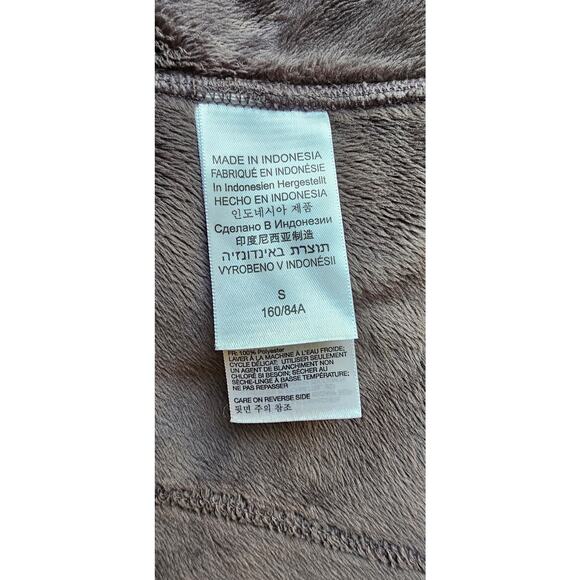 MADE IN INDONESIA
FABRIQUÉ EN INDONÉSIE
In Indonesien Hergestellt
HECHO EN INDONESIA
인도네시아 제품
Сделано В Индонезии
印度尼西亚制造
תוצרת באינדונזיה
VYROBENO V INDONÉSII
S
160/84A
FR: 100% Polyester
LAVER À LA MACHINE À L'EAU FROIDE;
CYCLE DÉLICAT; UTILISER SEULEMENT
UN AGENT DE BLANCHIMENT NON
CHLORÉ SI BESOIN; SÉCHER AU
SÈCHE-LINGE À BASSE TEMPÉRATURE;
NE PAS REPASSER
CARE ON REVERSE SIDE
뒷면 주의 참조